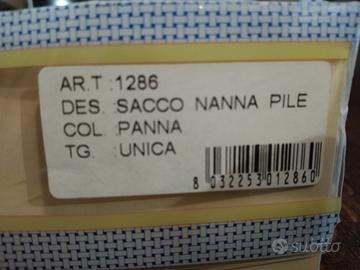 AR.T :1286
DES. :SACCO NANNA PILE
COL. :PANNA
TG. :UNICA
8 032253 012860
subito